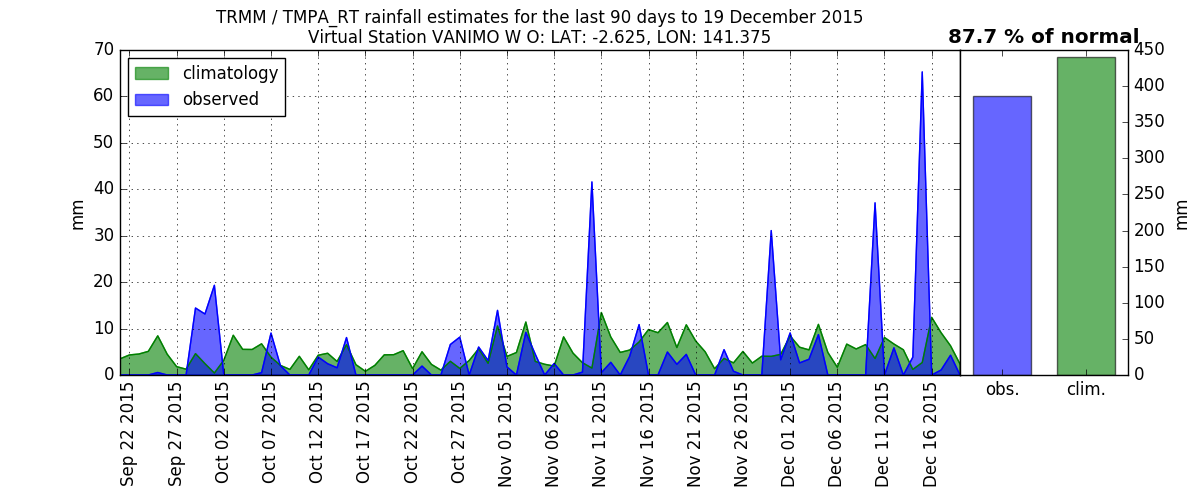 TRMM / TMPA_RT rainfall estimates for the last 90 days to 19 December 2015
Virtual Station VANIMO W O: LAT: -2.625, LON: 141.375
87.7 % of normal
climatology
observed
70
60
50
40
30
20
10
0
mm
450
400
350
300
250
200
150
100
50
0
mm
Sep 22 2015
Sep 27 2015
Oct 02 2015
Oct 07 2015
Oct 12 2015
Oct 17 2015
Oct 22 2015
Oct 27 2015
Nov 01 2015
Nov 06 2015
Nov 11 2015
Nov 16 2015
Nov 21 2015
Nov 26 2015
Dec 01 2015
Dec 06 2015
Dec 11 2015
Dec 16 2015
obs.
clim.